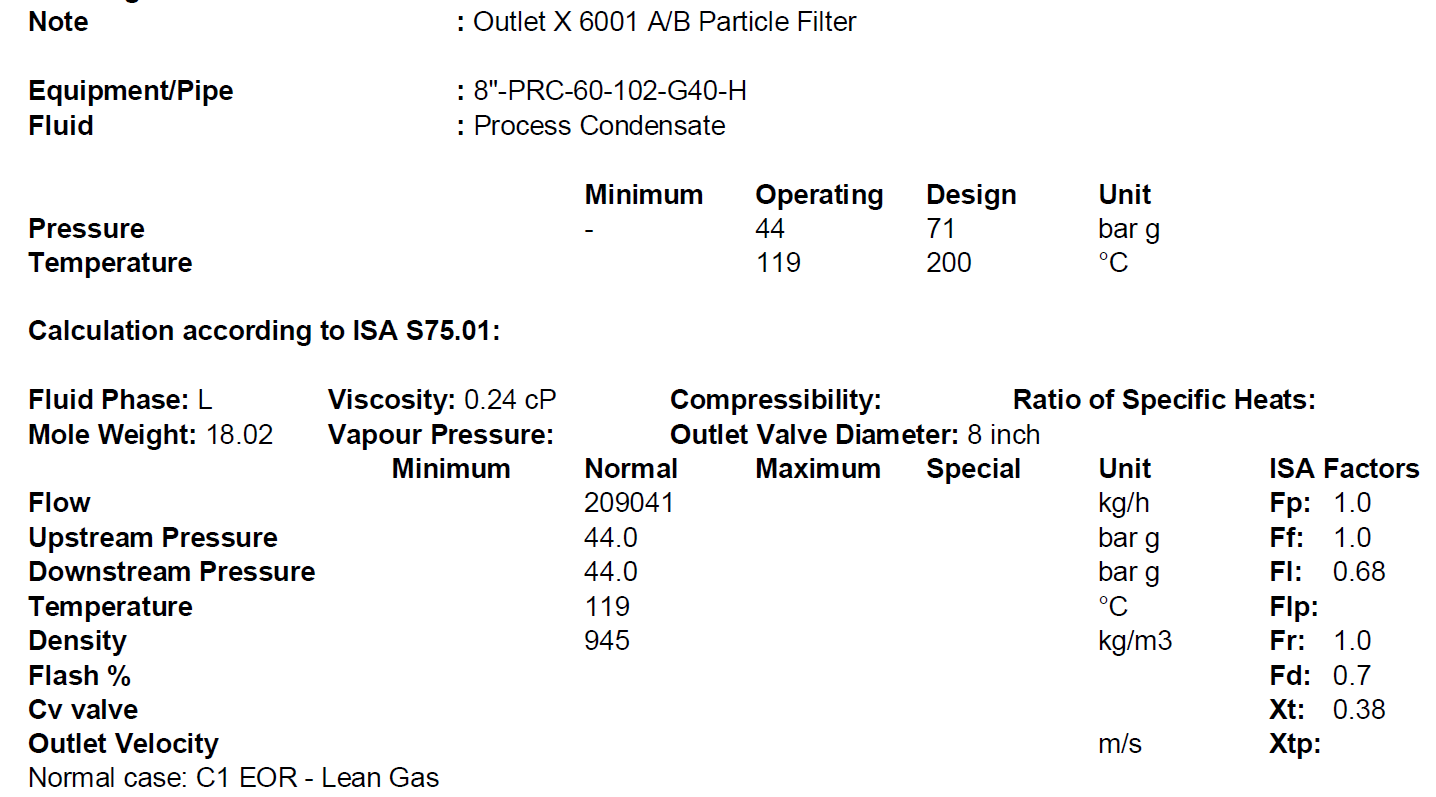 Note : Outlet X 6001 A/B Particle Filter
Equipment/Pipe : 8"-PRC-60-102-G40-H
Fluid : Process Condensate
Minimum Operating Design Unit
Pressure - 44 71 bar g
Temperature 119 200 °C
Calculation according to ISA S75.01:
Fluid Phase: L Viscosity: 0.24 cP Compressibility: Ratio of Specific Heats:
Mole Weight: 18.02 Vapour Pressure: Outlet Valve Diameter: 8 inch
Minimum Normal Maximum Special Unit ISA Factors
Flow 209041 kg/h Fp: 1.0
Upstream Pressure 44.0 bar g Ff: 1.0
Downstream Pressure 44.0 bar g Fl: 0.68
Temperature 119 °C Flp:
Density 945 kg/m3 Fr: 1.0
Flash % Fd: 0.7
Cv valve Xt: 0.38
Outlet Velocity m/s Xtp:
Normal case: C1 EOR - Lean Gas